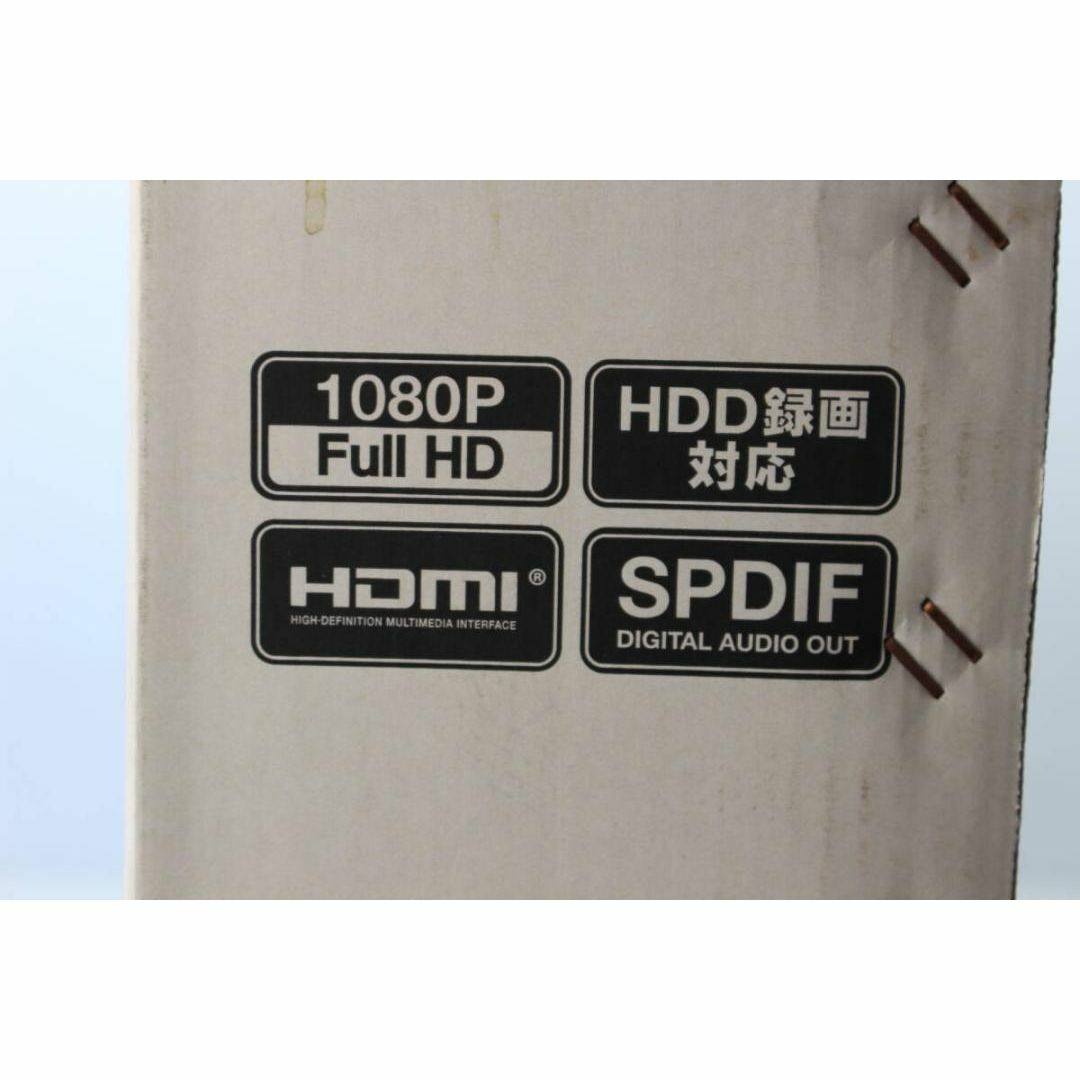 1080P
Full HD
HDD録画
対応
HDMI®
HIGH-DEFINITION MULTIMEDIA INTERFACE
SPDIF
DIGITAL AUDIO OUT